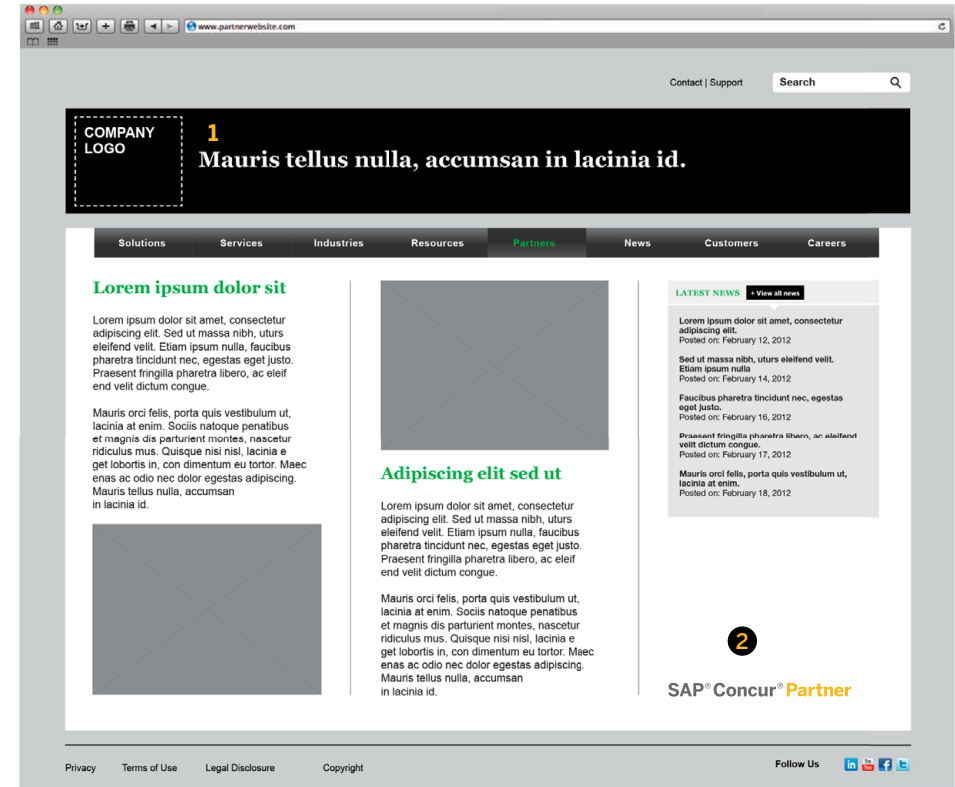 www.partnerwebsite.com
Contact | Support
Search
COMPANY
LOGO
1
Mauris tellus nulla, accumsan in lacinia id.
Solutions Services Industries Resources Partners News Customers Careers
Lorem ipsum dolor sit
Lorem ipsum dolor sit amet, consectetur
adipiscing elit. Sed ut massa nibh, uturs
eleifend velit. Etiam ipsum nulla, faucibus
pharetra tincidunt nec, egestas eget justo.
Praesent fringilla pharetra libero, ac eleif
end velit dictum congue.
Mauris orci felis, porta quis vestibulum ut,
lacinia at enim. Sociis natoque penatibus
et magnis dis parturient montes, nascetur
ridiculus mus. Quisque nisi nisl, lacinia e
get lobortis in, con dimentum eu tortor. Maec
enas ac odio nec dolor egestas adipiscing.
Mauris tellus nulla, accumsan
in lacinia id.
Adipiscing elit sed ut
Lorem ipsum dolor sit amet, consectetur
adipiscing elit. Sed ut massa nibh, uturs
eleifend velit. Etiam ipsum nulla, faucibus
pharetra tincidunt nec, egestas eget justo.
Praesent fringilla pharetra libero, ac eleif
end velit dictum congue.
Mauris orci felis, porta quis vestibulum ut,
lacinia at enim. Sociis natoque penatibus
et magnis dis parturient montes, nascetur
ridiculus mus. Quisque nisi nisl, lacinia e
get lobortis in, con dimentum eu tortor. Maec
enas ac odio nec dolor egestas adipiscing.
Mauris tellus nulla, accumsan
in lacinia id.
LATEST NEWS + View all news
Lorem ipsum dolor sit amet, consectetur
adipiscing elit.
Posted on: February 12, 2012
Sed ut massa nibh, uturs eleifend velit.
Etiam ipsum nulla
Posted on: February 14, 2012
Faucibus pharetra tincidunt nec, egestas
eget justo.
Posted on: February 16, 2012
Praesent fringilla pharetra libero, ac eleifend
velit dictum congue.
Posted on: February 17, 2012
Mauris orci felis, porta quis vestibulum ut,
lacinia at enim.
Posted on: February 18, 2012
2
SAP® Concur® Partner
Privacy Terms of Use Legal Disclosure Copyright
Follow Us in You Tube f t